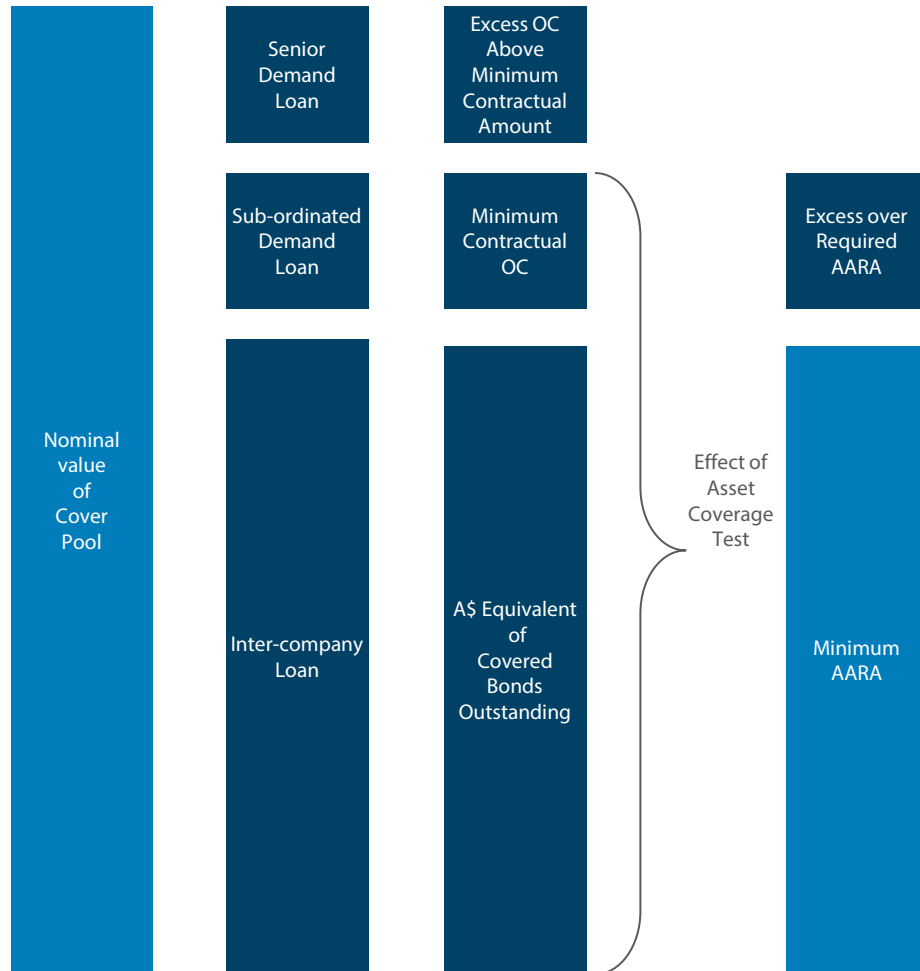 Nominal
value
of
Cover
Pool
Senior
Demand
Loan
Sub-ordinated
Demand
Loan
Inter-company
Loan
Excess OC
Above
Minimum
Contractual
Amount
Minimum
Contractual
OC
A$ Equivalent
of
Covered
Bonds
Outstanding
Effect of
Asset
Coverage
Test
Excess over
Required
AARA
Minimum
AARA